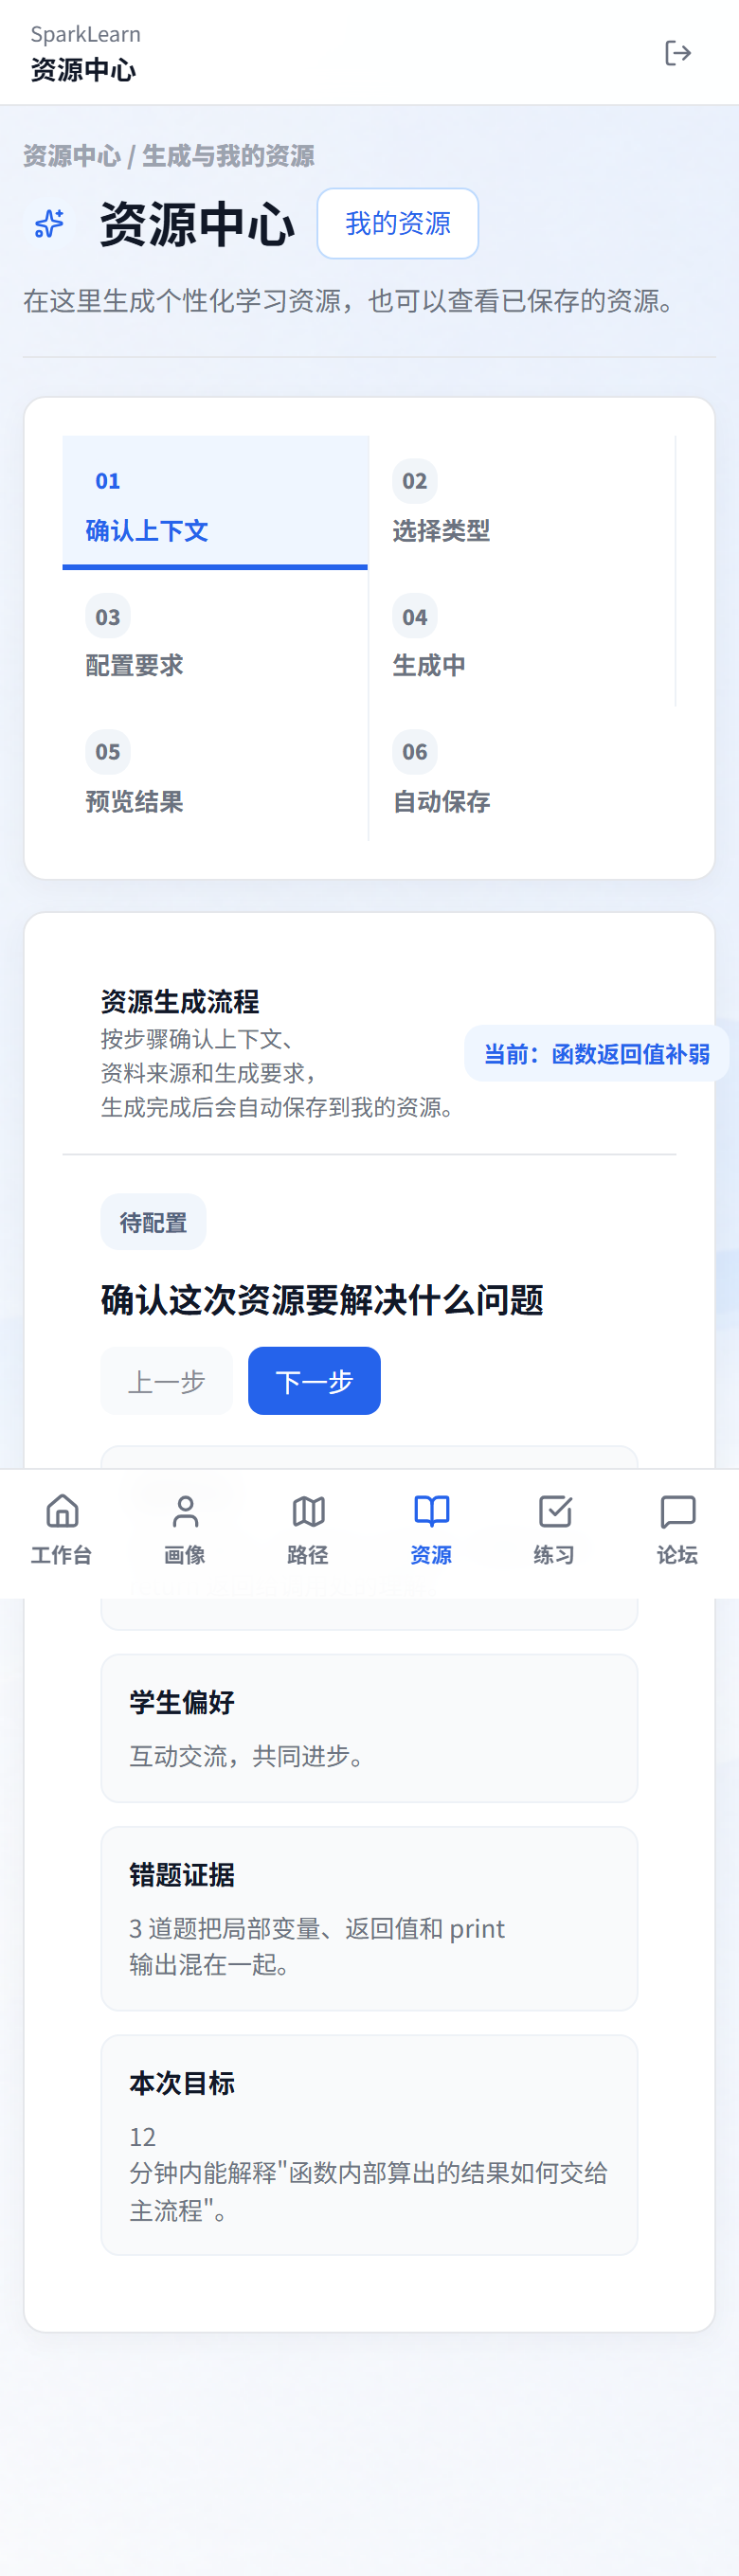 SparkLearn
资源中心
资源中心 / 生成与我的资源
资源中心
我的资源
在这里生成个性化学习资源，也可以查看已保存的资源。
01
确认上下文
02
选择类型
03
配置要求
04
生成中
05
预览结果
06
自动保存
资源生成流程
按步骤确认上下文、
资料来源和生成要求，
生成完成后会自动保存到我的资源。
当前：函数返回值补弱
待配置
确认这次资源要解决什么问题
上一步
下一步
工作台
画像
路径
资源
练习
论坛
学生偏好
互动交流，共同进步。
错题证据
3 道题把局部变量、返回值和 print
输出混在一起。
本次目标
12
分钟内能解释"函数内部算出的结果如何交给
主流程"。